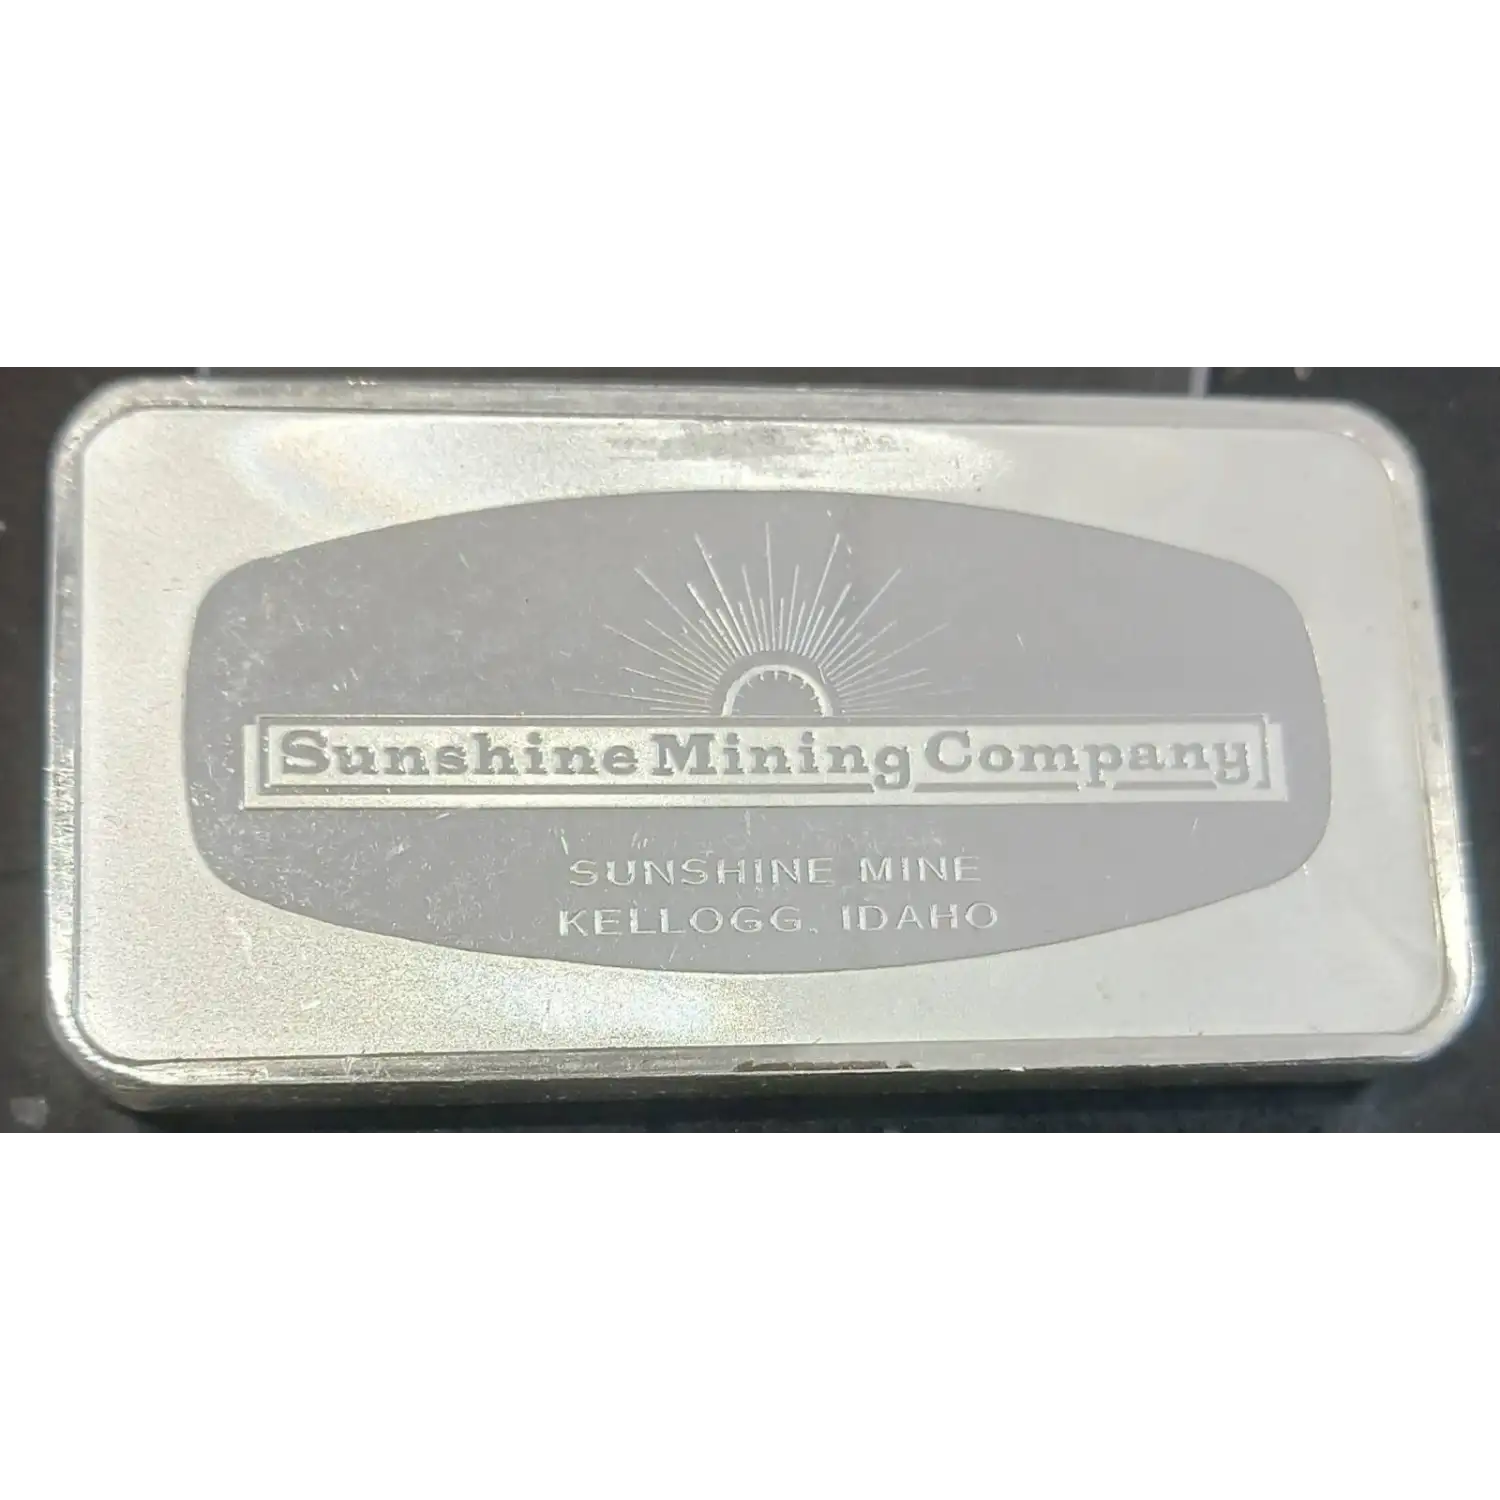 Sunshine Mining Company
SUNSHINE MINE
KELLOGG, IDAHO